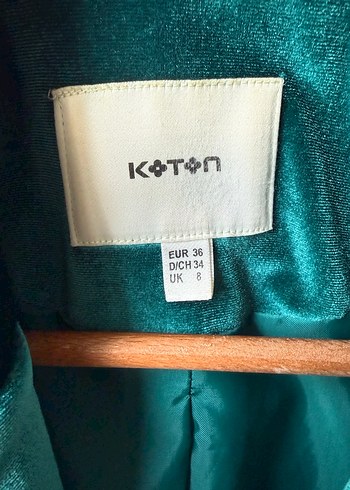 KOTON
EUR 36
D/CH 34
UK 8